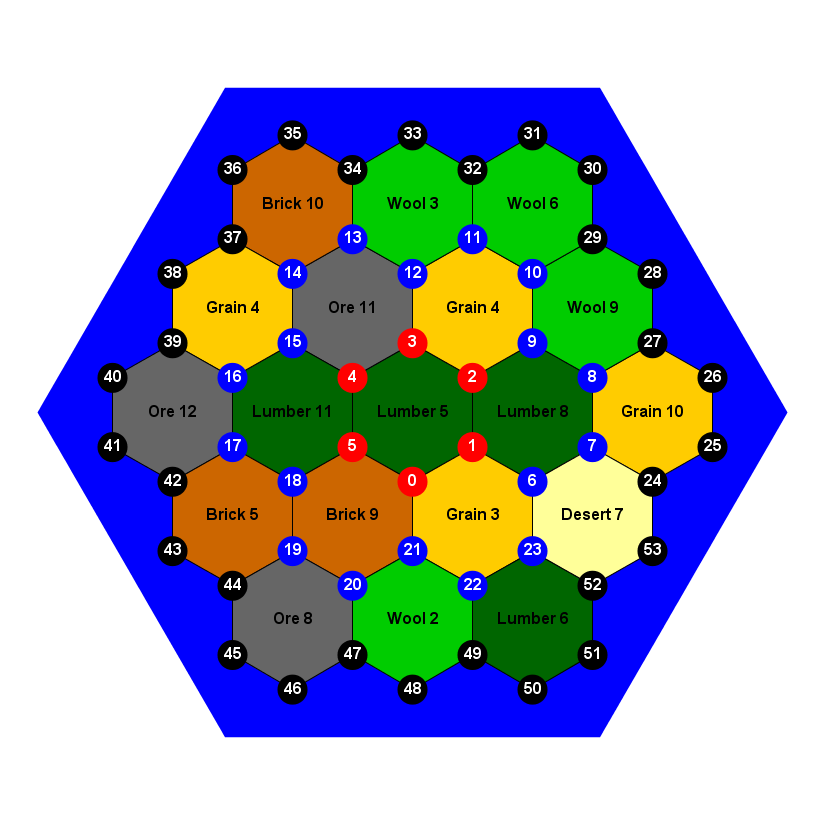 35 33 31
36 34 32 30
Brick 10 Wool 3 Wool 6
37 13 11 29
38 14 12 10 28
Grain 4 Ore 11 Grain 4 Wool 9
39 15 3 9 27
40 16 4 2 8 26
Ore 12 Lumber 11 Lumber 5 Lumber 8 Grain 10
41 17 5 1 7 25
42 18 0 6 24
Brick 5 Brick 9 Grain 3 Desert 7
43 19 21 23 53
44 20 22 52
Ore 8 Wool 2 Lumber 6
45 47 49 51
46 48 50